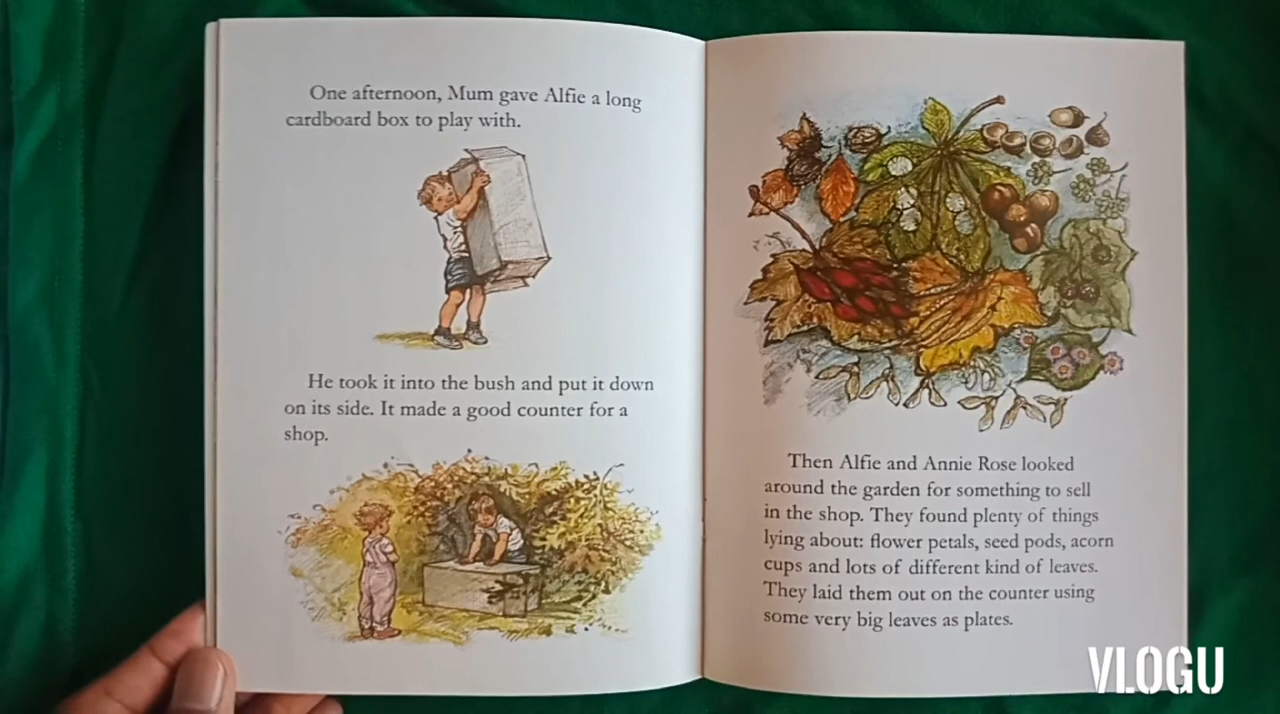 One afternoon, Mum gave Alfie a long
cardboard box to play with.
He took it into the bush and put it down
on its side. It made a good counter for a
shop.
Then Alfie and Annie Rose looked
around the garden for something to sell
in the shop. They found plenty of things
lying about: flower petals, seed pods, acorn
cups and lots of different kind of leaves.
They laid them out on the counter using
some very big leaves as plates.
VLOGU